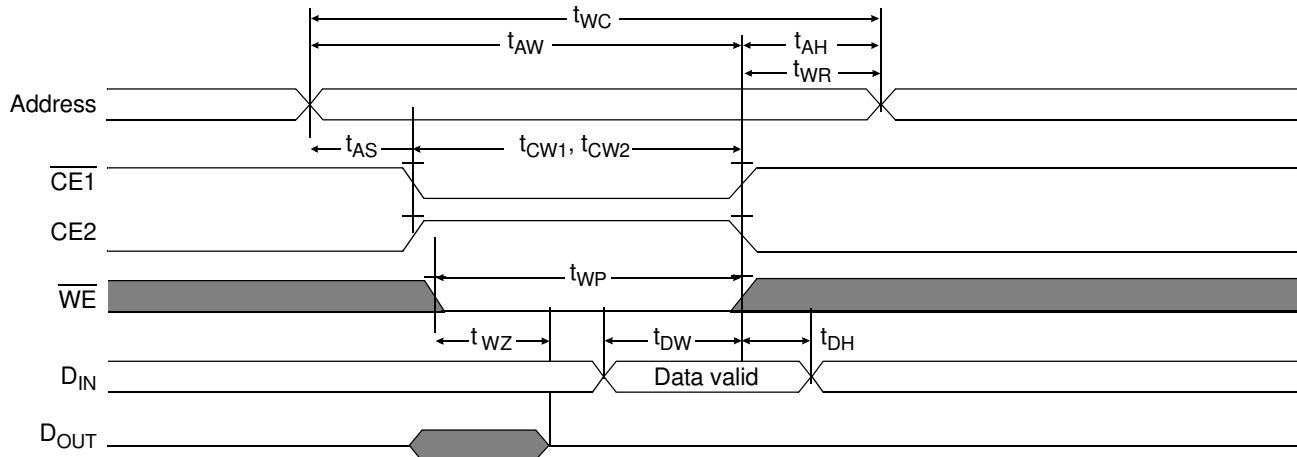 tWC
tAW
tAH
tWR
Address
tAS
tCW1, tCW2
CE1
CE2
tWP
WE
tWZ
tDW
tDH
DIN
Data valid
DOUT